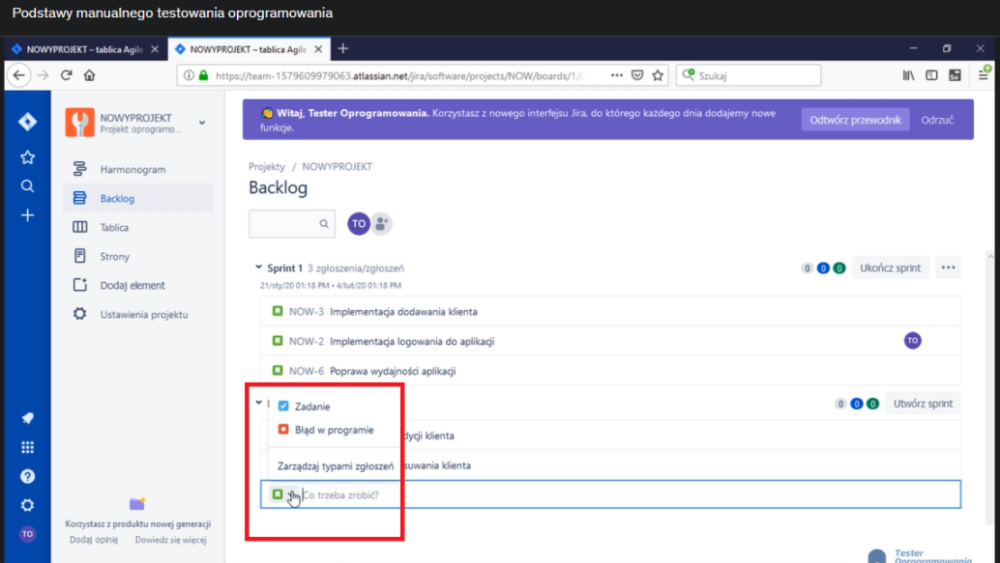 Podstawy manualnego testowania oprogramowania
NOWYPROJEKT – tablica Agile
NOWYPROJEKT – tablica Agile
https://team-1579609979063.atlassian.net/jira/software/projects/NOW/boards/1/
Szukaj
NOWYPROJEKT
Projekt oprogramo...
Harmonogram
Backlog
Tablica
Strony
Dodaj element
Ustawienia projektu
Korzystasz z produktu nowej generacji
Dodaj opinię Dowiedz się więcej
TO
Witaj, Tester Oprogramowania. Korzystasz z nowego interfejsu Jira, do którego każdego dnia dodajemy nowe
funkcje.
Odtwórz przewodnik Odrzuć
Projekty / NOWYPROJEKT
Backlog
TO
Sprint 1 3 zgłoszenia/zgłoszeń
0 0 0 Ukończ sprint
21/sty/20 01:18 PM • 4/lut/20 01:18 PM
NOW-3 Implementacja dodawania klienta
NOW-2 Implementacja logowania do aplikacji
TO
NOW-6 Poprawa wydajności aplikacji
0 0 0 Utwórz sprint
Zadanie
Błąd w programie
dycji klienta
Zarządzaj typami zgłoszeń
suwania klienta
Co trzeba zrobić?
Tester
Oprogramowania